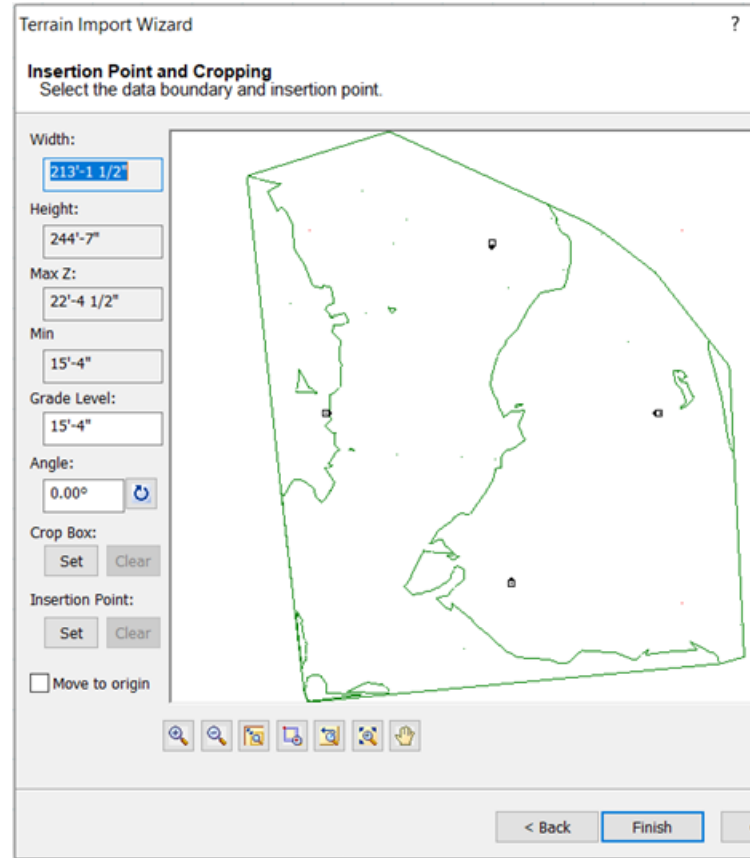 Terrain Import Wizard
?
Insertion Point and Cropping
Select the data boundary and insertion point.
Width:
213'-1 1/2"
Height:
244'-7"
Max Z:
22'-4 1/2"
Min
15'-4"
Grade Level:
15'-4"
Angle:
0.00º
Crop Box:
Set Clear
Insertion Point:
Set Clear
Move to origin
< Back Finish